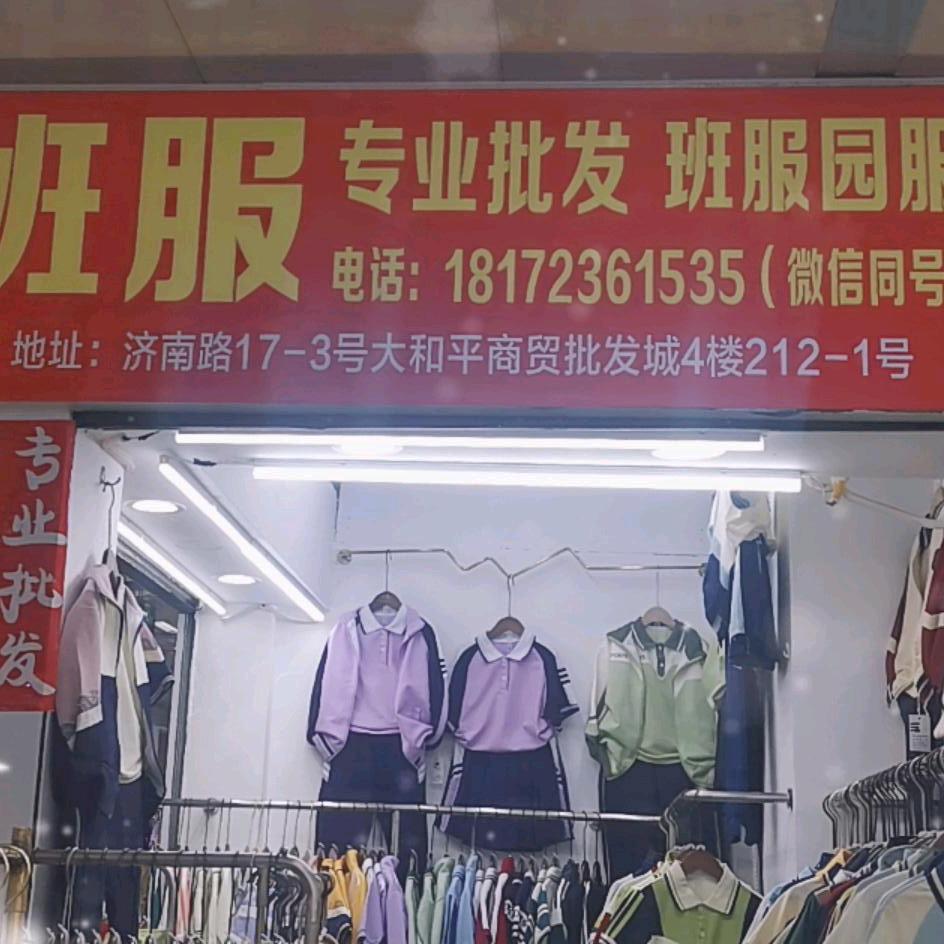 班服
专业批发 班服园服
电话：18172361535（微信同号
地址：济南路17-3号大和平商贸批发城4楼212-1号
专业批发